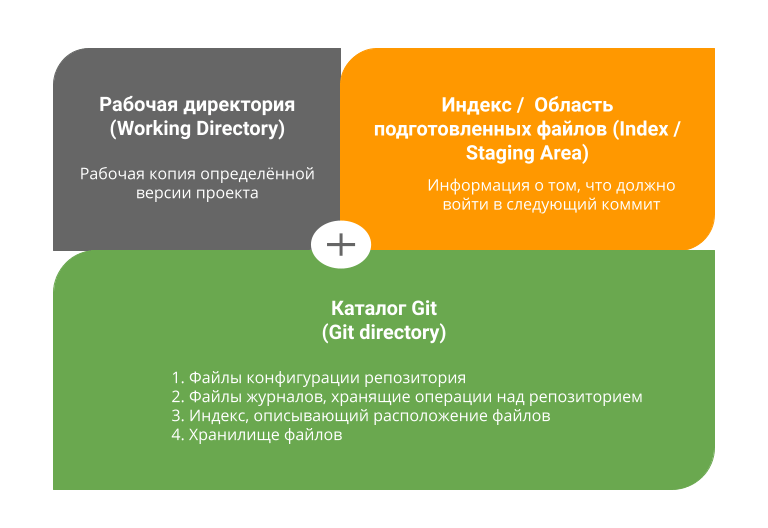 Рабочая директория
(Working Directory)
Рабочая копия определённой
версии проекта
Индекс / Область
подготовленных файлов (Index /
Staging Area)
Информация о том, что должно
войти в следующий коммит
Каталог Git
(Git directory)
1. Файлы конфигурации репозитория
2. Файлы журналов, хранящие операции над репозиторием
3. Индекс, описывающий расположение файлов
4. Хранилище файлов